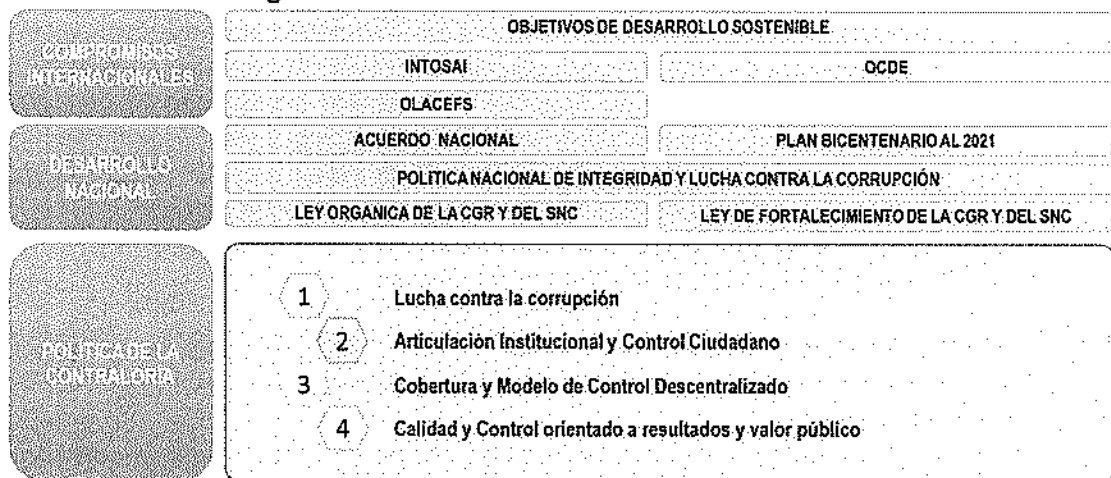 COMPROMISOS
INTERNACIONALES
OBJETIVOS DE DESARROLLO SOSTENIBLE
INTOSAI
OCDE
OLACEFS
DESARROLLO
NACIONAL
ACUERDO NACIONAL
PLAN BICENTENARIO AL 2021
POLITICA NACIONAL DE INTEGRIDAD Y LUCHA CONTRA LA CORRUPCIÓN
LEY ORGANICA DE LA CGR Y DEL SNC
LEY DE FORTALECIMIENTO DE LA CGR Y DEL SNC
POLITICA DE LA
CONTRALORIA
1 Lucha contra la corrupción
2 Articulación Institucional y Control Ciudadano
3 Cobertura y Modelo de Control Descentralizado
4 Calidad y Control orientado a resultados y valor público